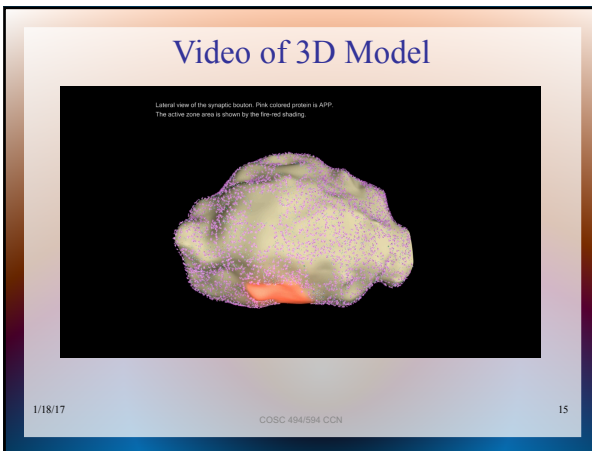 Video of 3D Model
Lateral view of the synaptic bouton. Pink colored protein is APP.
The active zone area is shown by the fire-red shading.
1/18/17
COSC 494/594 CCN
15